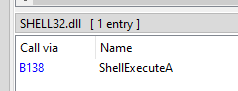 SHELL32.dll [ 1 entry ]
Call via Name
B138 ShellExecuteA